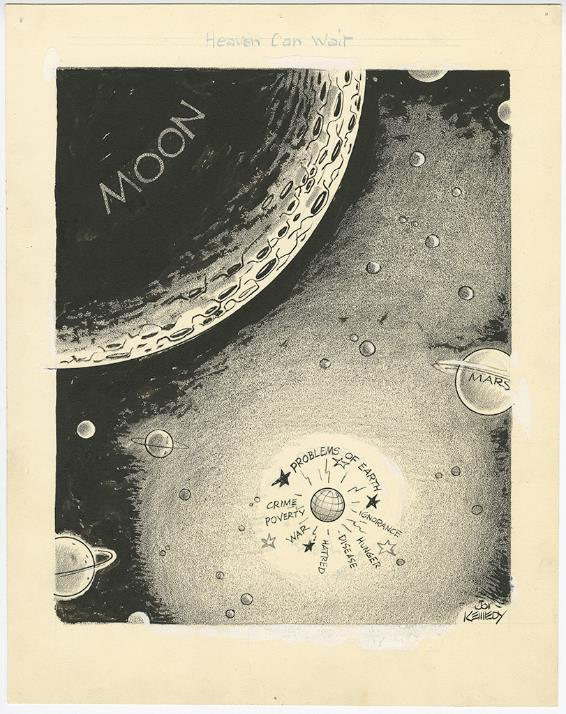 Heaven Can Wait
MOON
MARS
PROBLEMS OF EARTH
CRIME
POVERTY
WAR
HATRED
DISEASE
HUNGER
IGNORANCE
JON
KENNEDY